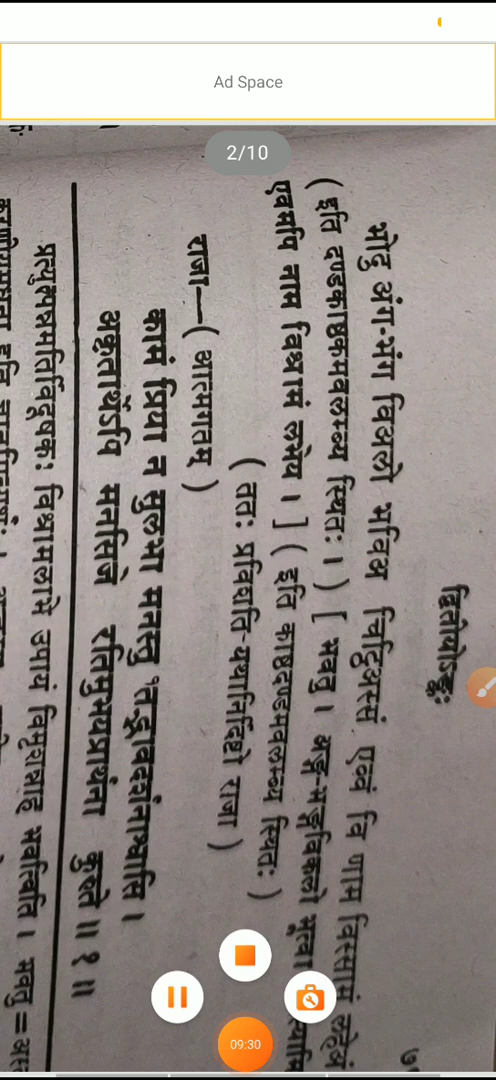 Ad Space
2/10
द्वितीयोऽङ्कः
भोदु अंग-भंग विअलो भविअ चिट्ठिअस्सं एव्वं वि णाम विस्सामं लहेअं
( इति दण्डकाष्ठकमवलम्ब्य स्थितः । ) [ भवतु । अङ्ग-भङ्गविकलो भूत्वा
एवमपि नाम विश्रामं लभेय । ] ( इति काष्ठदण्डमवलम्ब्य स्थितः )
( ततः प्रविशति-यथानिर्दिष्टो राजा )
राजा—( आत्मगतम् )
कामं प्रिया न सुलभा मनस्तु तद्भावदर्शनाश्वासि ।
अकृतार्थेऽपि मनसिजे रतिमुभयप्रार्थना कुरुते ॥ १ ॥
प्रत्युत्पन्नमतिर्विदूषकः विश्रामलाभे उपायं विमृशन्नाह भवत्विति । भवतु =
09:30